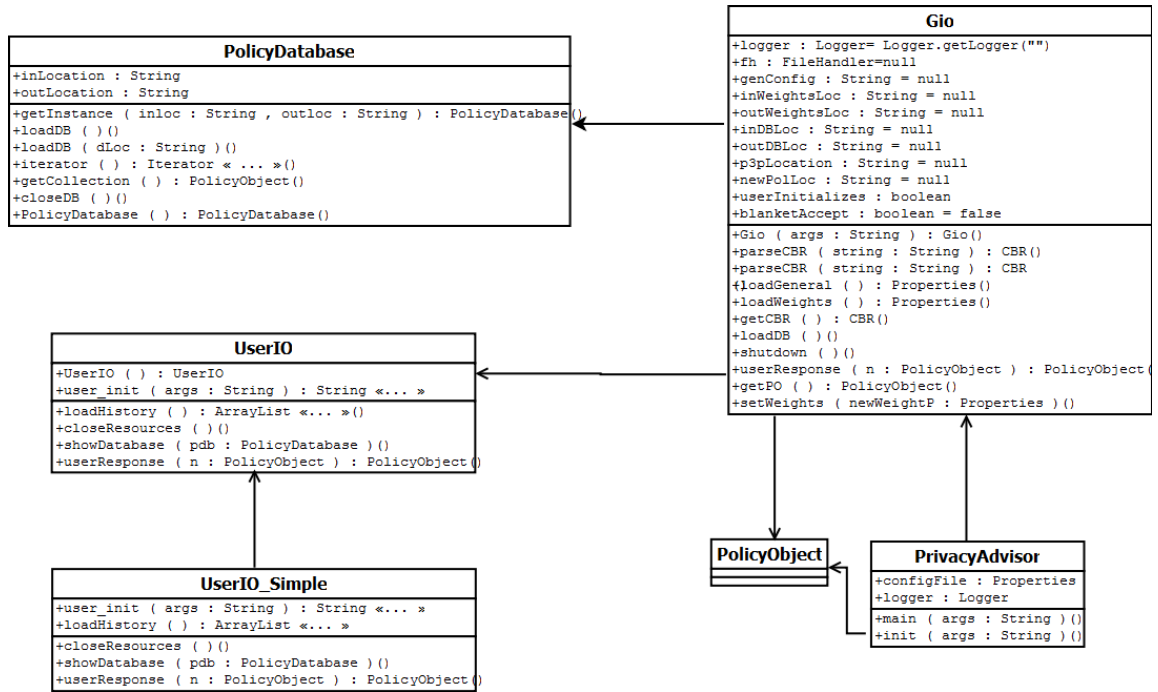 PolicyDatabase
+inLocation : String
+outLocation : String
+getInstance ( inloc : String , outloc : String ) : PolicyDatabase()
+loadDB ( )()
+loadDB ( dLoc : String )()
+iterator () : Iterator « ... »()
+getCollection ( ) : PolicyObject()
+closeDB ( )()
+PolicyDatabase ( ) : PolicyDatabase()
Gio
+logger : Logger= Logger.getLogger("")
+fh : FileHandler=null
+genConfig : String = null
+inWeightsLoc : String = null
+outWeightsLoc : String = null
+inDBLoc : String = null
+outDBLoc : String = null
+p3pLocation : String = null
+newPolLoc : String = null
+userInitializes : boolean
+blanketAccept : boolean = false
+Gio ( args : String ) : Gio()
+parseCBR ( string : String ) : CBR()
+parseCBR ( string : String ) : CBR
()
+loadGeneral ( ) : Properties()
+loadWeights ( ) : Properties()
+getCBR () : CBR()
+loadDB ( )()
+shutdown ( )()
+userResponse ( n : PolicyObject ) : PolicyObject()
+getPO ( ) : PolicyObject()
+setWeights ( newWeightP : Properties )()
UserIO
+UserIO ( ) : UserIO
+user_init ( args : String ) : String «... »
+loadHistory ( ) : ArrayList «... »()
+closeResources ( )()
+showDatabase ( pdb : PolicyDatabase )()
+userResponse ( n : PolicyObject ) : PolicyObject()
UserIO_Simple
+user_init ( args : String ) : String «... »
+loadHistory ( ) : ArrayList «... »
+closeResources ( )()
+showDatabase ( pdb : PolicyDatabase )()
+userResponse ( n : PolicyObject ) : PolicyObject()
PolicyObject
PrivacyAdvisor
+configFile : Properties
+logger : Logger
+main ( args : String )()
+init ( args : String )()